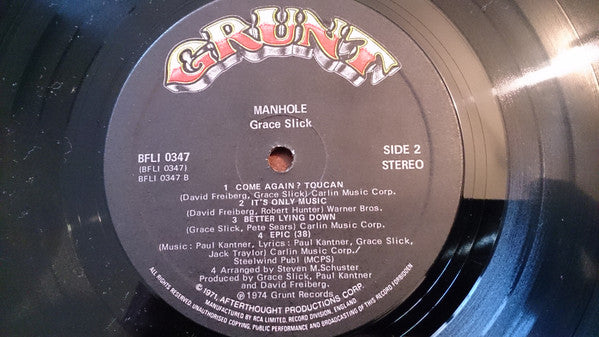 GRUNT
MANHOLE
Grace Slick
BFLI 0347
(BFLI 0347)
BFLI 0347 B
SIDE 2
STEREO
1 COME AGAIN? TOUCAN
(David Freiberg, Grace Slick) Carlin Music Corp.
2 IT'S ONLY MUSIC
(David Freiberg, Robert Hunter) Warner Bros.
3 BETTER LYING DOWN
(Grace Slick, Pete Sears) Carlin Music Corp.
4 EPIC (38)
(Music : Paul Kantner, Lyrics : Paul Kantner, Grace Slick,
Jack Traylor) Carlin Music Corp./
Steelwind Publ (MCPS)
4 Arranged by Steven M.Schuster
Produced by Grace Slick, Paul Kantner
and David Freiberg.
℗ 1974 Grunt Records
© 1971, AFTERTHOUGHT PRODUCTIONS CORP.
MANUFACTURED BY RCA LIMITED, RECORD DIVISION, ENGLAND
ALL RIGHTS RESERVED. UNAUTHORISED COPYING, PUBLIC PERFORMANCE AND BROADCASTING OF THIS RECORD FORBIDDEN